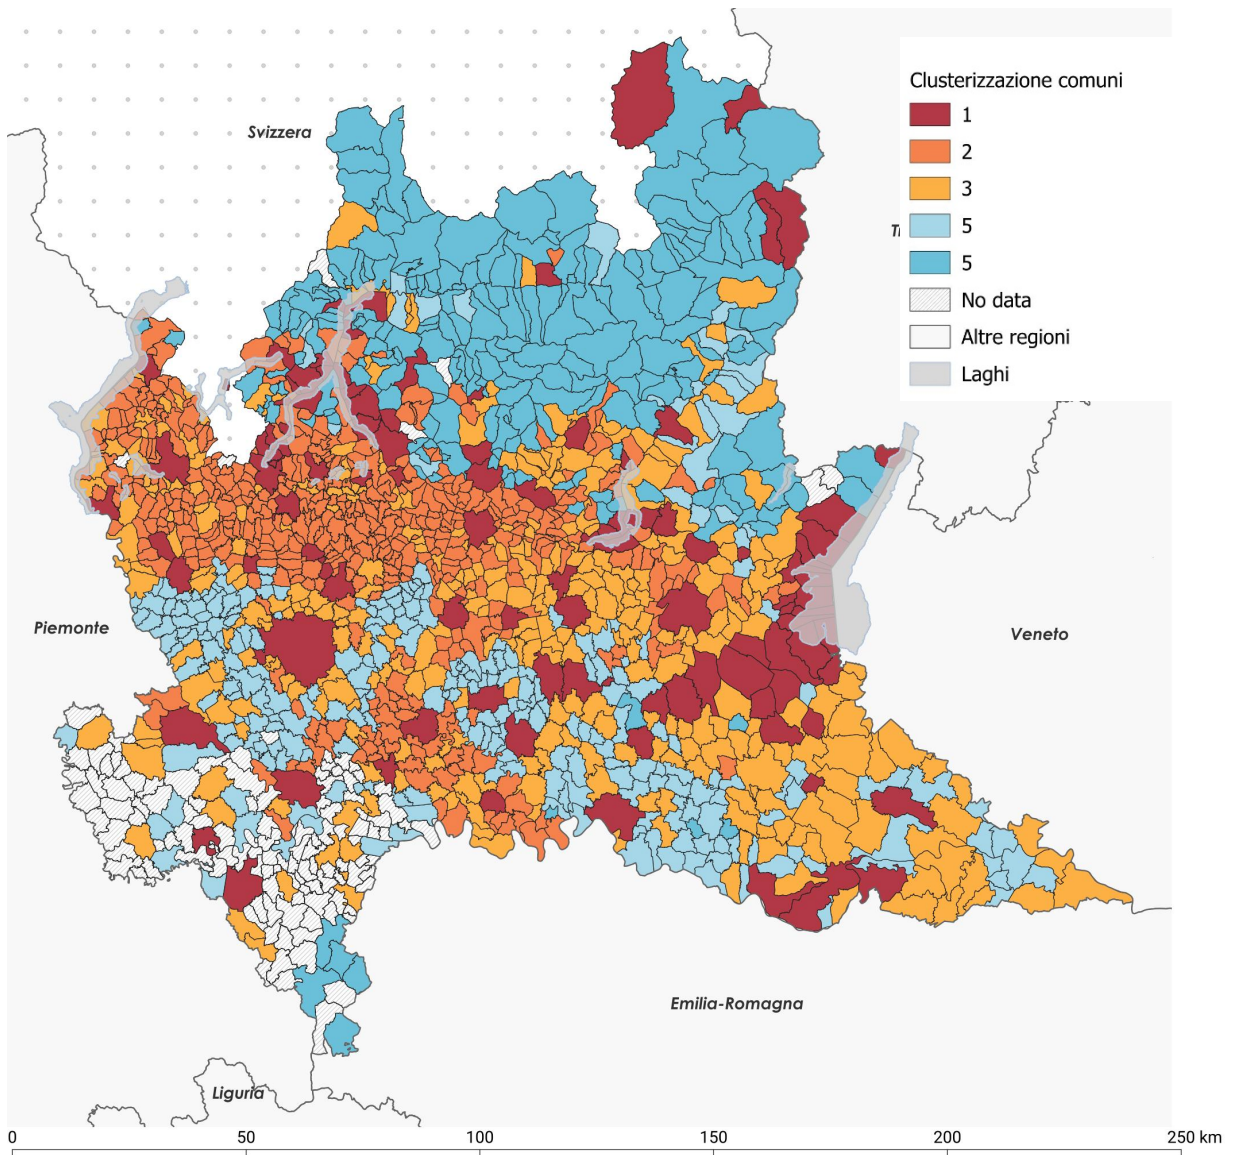 Clusterizzazione comuni
1
2
3
5
5
No data
Altre regioni
Laghi
Svizzera
Piemonte
Veneto
Emilia-Romagna
Liguria
0 50 100 150 200 250 km